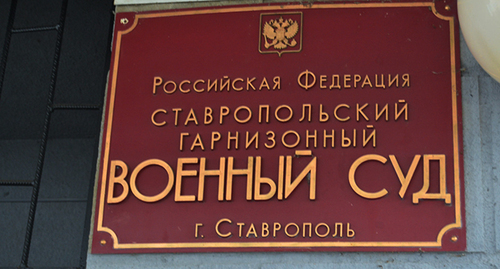 Российская Федерация
СТАВРОПОЛЬСКИЙ
ГАРНИЗОННЫЙ
ВОЕННЫЙ СУД
г. Ставрополь